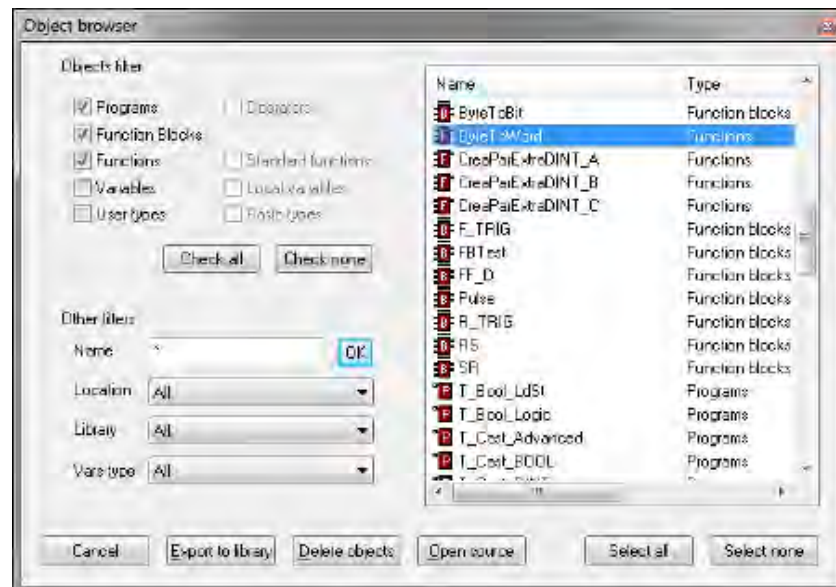 Object browser
Objects filter
Programs
Operators
Function Blocks
Functions
Standard functions
Variables
Local variables
User types
Basic types
Check all
Check none
Other filters
Name
*
OK
Location
All
Library
All
Vars type
All
Name Type
ByteToBit Function blocks
ByteToWord Functions
CreaParExtraDINT_A Functions
CreaParExtraDINT_B Functions
CreaParExtraDINT_C Functions
F_TRIG Function blocks
FBTest Function blocks
FF_D Function blocks
Pulse Function blocks
R_TRIG Function blocks
RS Function blocks
SR Function blocks
T_Bool_LdSt Programs
T_Bool_Logic Programs
T_Cast_Advanced Programs
T_Cast_BOOL Programs
Cancel
Export to library
Delete objects
Open source
Select all
Select none